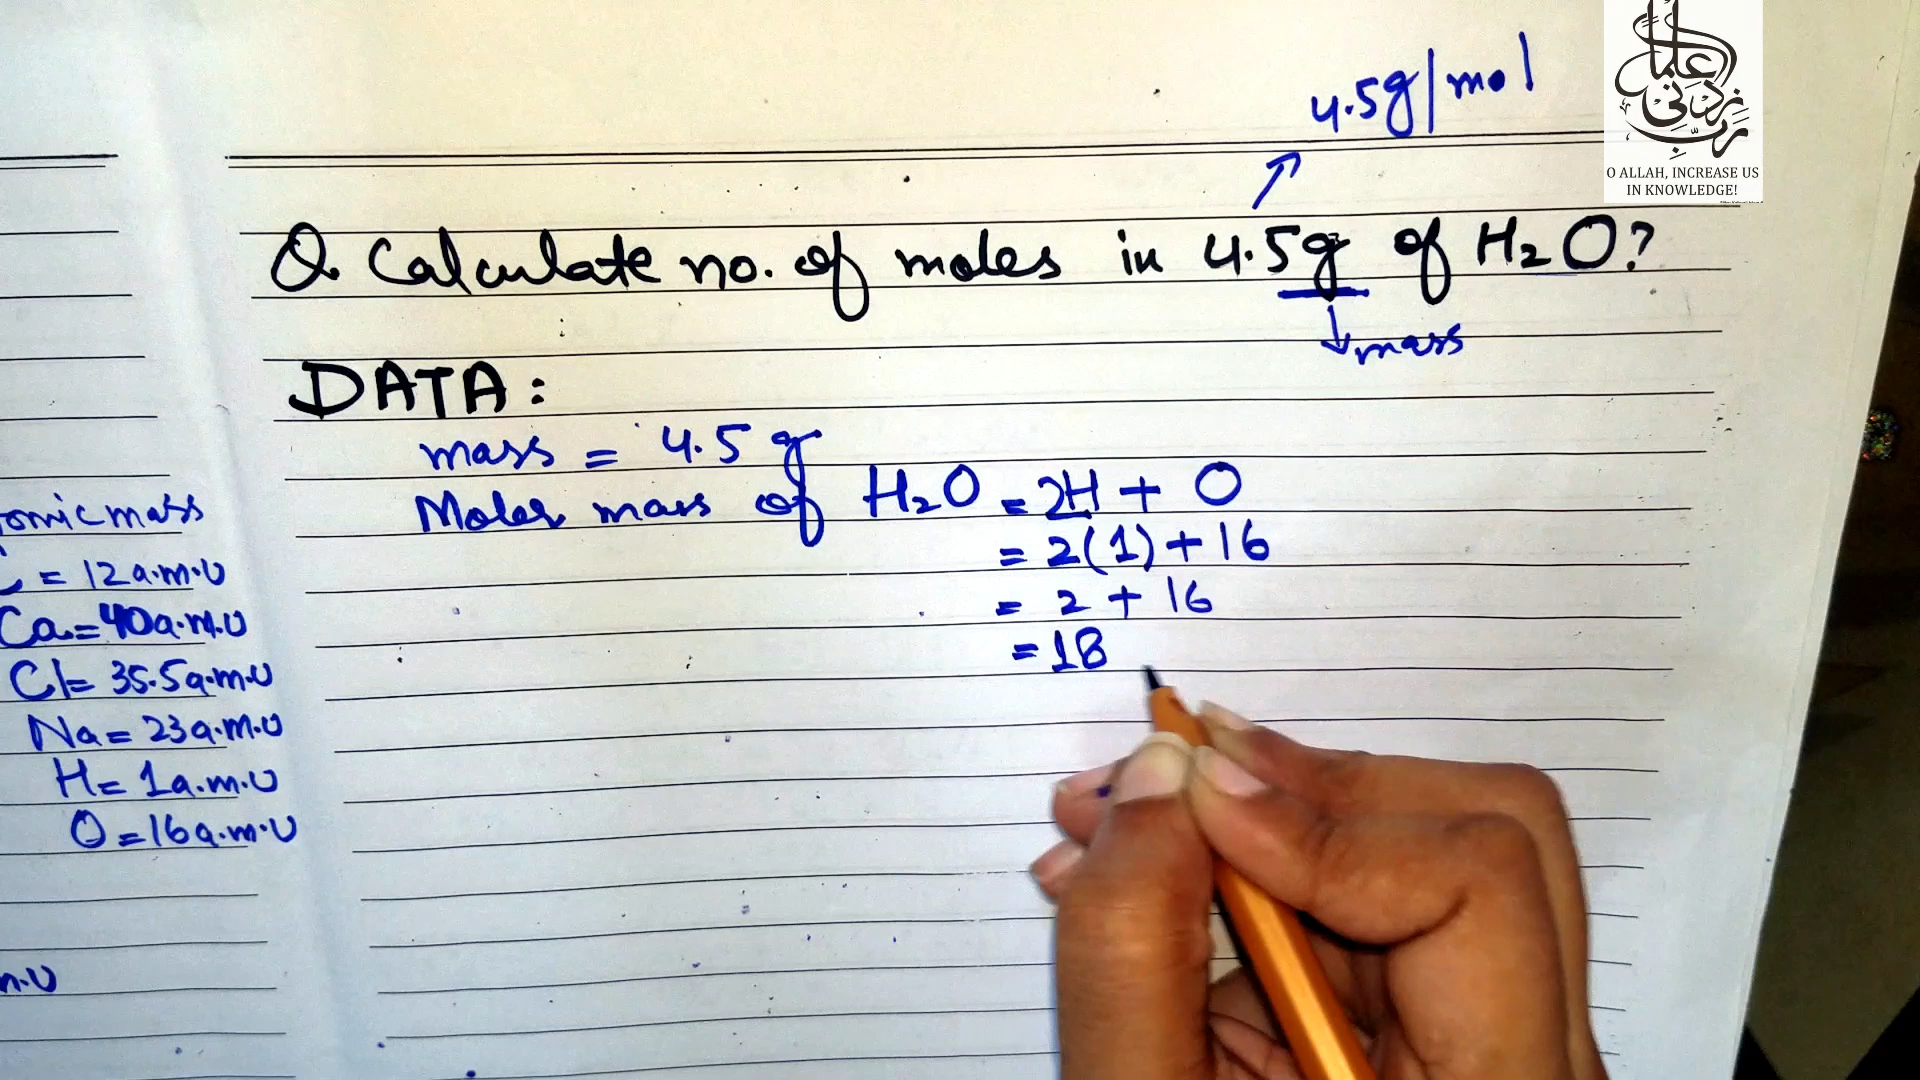 4.5g/mol
رَبِّ زِدْنِي عِلْمًا
O ALLAH, INCREASE US
IN KNOWLEDGE!
Q. Calculate no. of moles in 4.5g of H₂O?
mass
DATA:
mass = 4.5 g
Molar mass of H₂O = 2H + O
= 2(1) + 16
= 2 + 16
= 18
omic mass
= 12a.m.U
Ca = 40a.m.U
Cl = 35.5a.m.U
Na = 23a.m.U
H = 1a.m.U
O = 16a.m.U
m.U